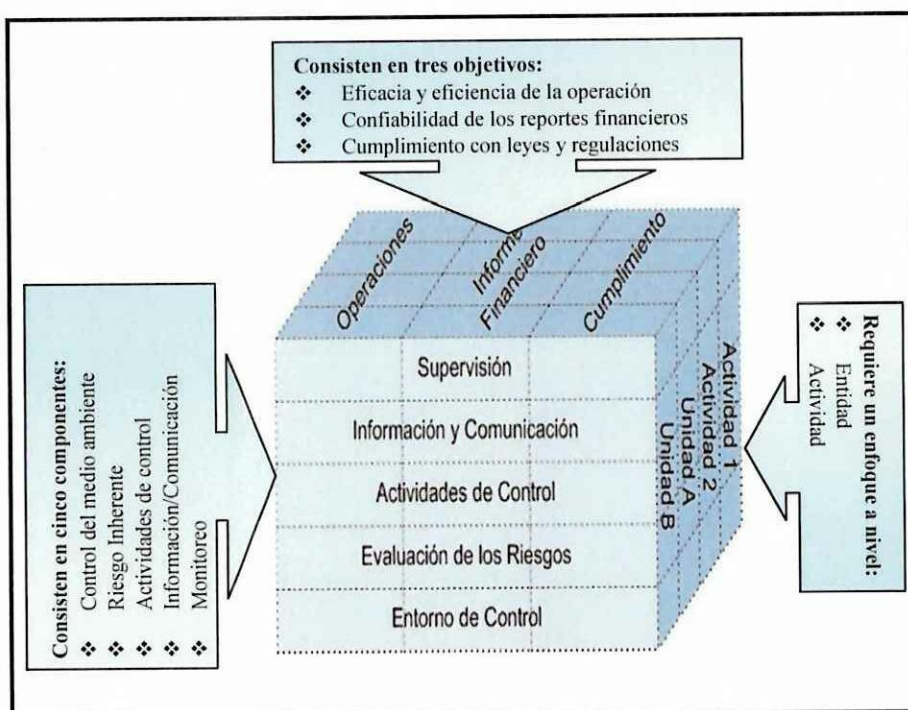 Consisten en tres objetivos:
❖ Eficacia y eficiencia de la operación
❖ Confiabilidad de los reportes financieros
❖ Cumplimiento con leyes y regulaciones
Consisten en cinco componentes:
❖ Control del medio ambiente
❖ Riesgo Inherente
❖ Actividades de control
❖ Información/Comunicación
❖ Monitoreo
Operaciones
Informe
Financiero
Cumplimiento
Supervisión
Información y Comunicación
Actividades de Control
Evaluación de los Riesgos
Entorno de Control
Unidad B
Unidad A
Actividad 2
Actividad 1
Requiere un enfoque a nivel:
❖ Entidad
❖ Actividad